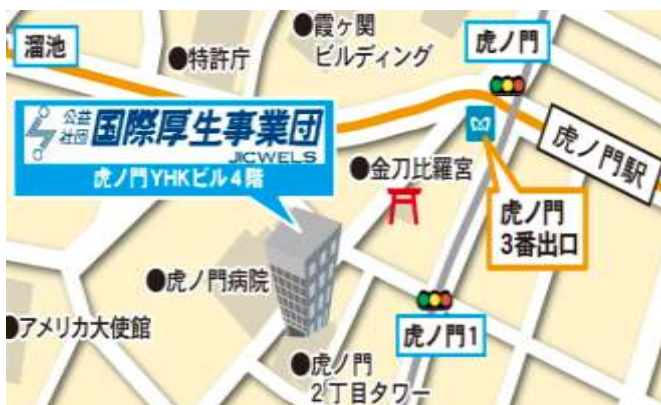 溜池
●特許庁
●霞ヶ関
ビルディング
虎ノ門
公益
社団
国際厚生事業団
JICWELS
虎ノ門YHKビル4階
●金刀比羅宮
虎ノ門駅
虎ノ門
3番出口
●虎ノ門病院
●アメリカ大使館
虎ノ門1
●虎ノ門
2丁目タワー